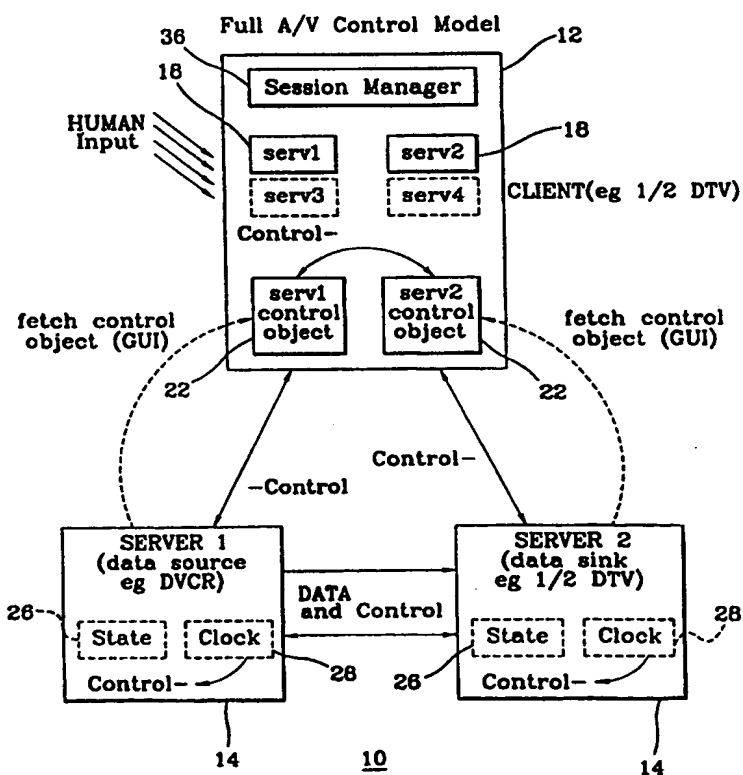 Full A/V Control Model
36
12
Session Manager
18
18
HUMAN
Input
serv1
serv2
serv3
serv4
CLIENT(eg 1/2 DTV)
Control-
serv1
control
object
serv2
control
object
fetch control
object (GUI)
fetch control
object (GUI)
22
22
Control-
-Control
SERVER 1
(data source
eg DVCR)
SERVER 2
(data sink
eg 1/2 DTV)
DATA
and Control
26
State
Clock
28
Control-
State
Clock
28
26
Control-
14
10
14